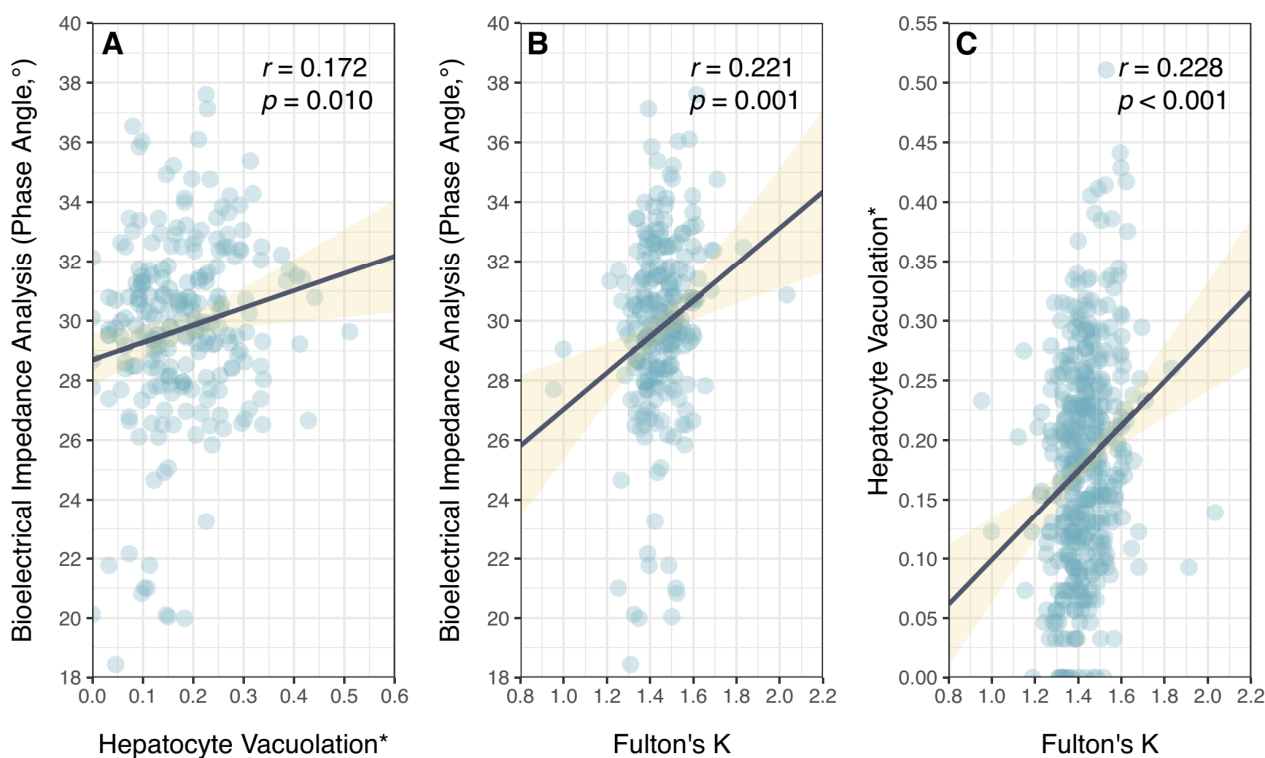 A
r = 0.172
p = 0.010
Bioelectrical Impedance Analysis (Phase Angle,°)
40
38
36
34
32
30
28
26
24
22
20
18
0.0 0.1 0.2 0.3 0.4 0.5 0.6
Hepatocyte Vacuolation*
B
r = 0.221
p = 0.001
Bioelectrical Impedance Analysis (Phase Angle,°)
40
38
36
34
32
30
28
26
24
22
20
18
0.8 1.0 1.2 1.4 1.6 1.8 2.0 2.2
Fulton's K
C
r = 0.228
p < 0.001
Hepatocyte Vacuolation*
0.55
0.50
0.45
0.40
0.35
0.30
0.25
0.20
0.15
0.10
0.05
0.00
0.8 1.0 1.2 1.4 1.6 1.8 2.0 2.2
Fulton's K